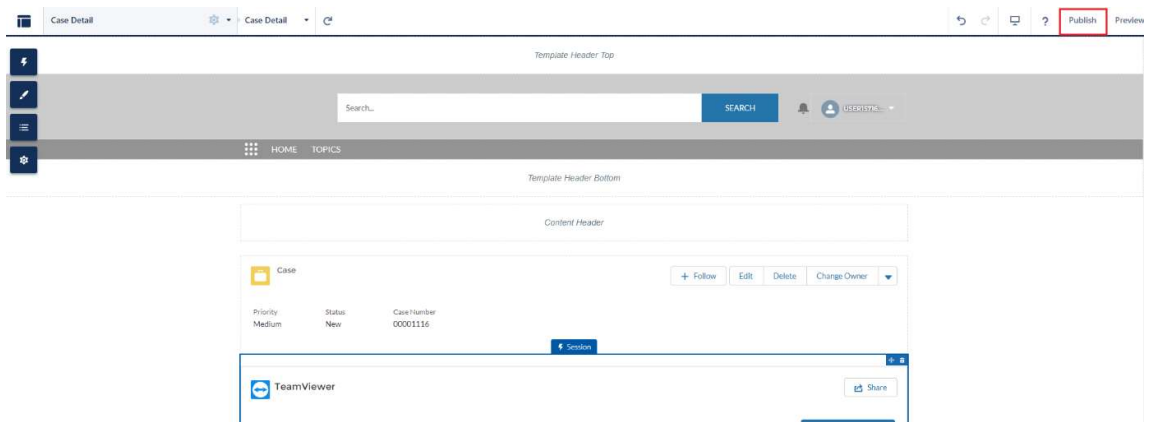 Case Detail Case Detail ? Publish Preview
Template Header Top
Search... SEARCH
HOME TOPICS
Template Header Bottom
Content Header
Case + Follow Edit Delete Change Owner
Priority Status Case Number
Medium New 00001116
Session
TeamViewer Share